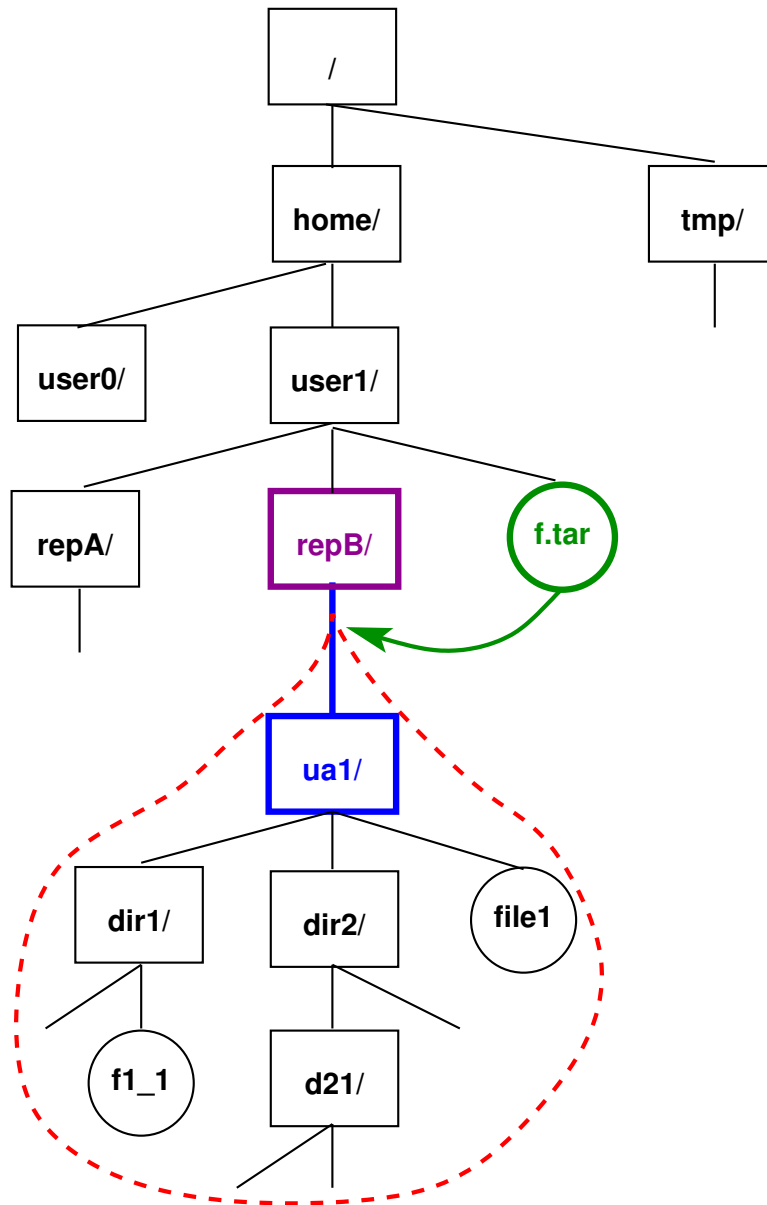 /
home/
tmp/
user0/
user1/
repA/
repB/
f.tar
ua1/
dir1/
dir2/
file1
f1_1
d21/